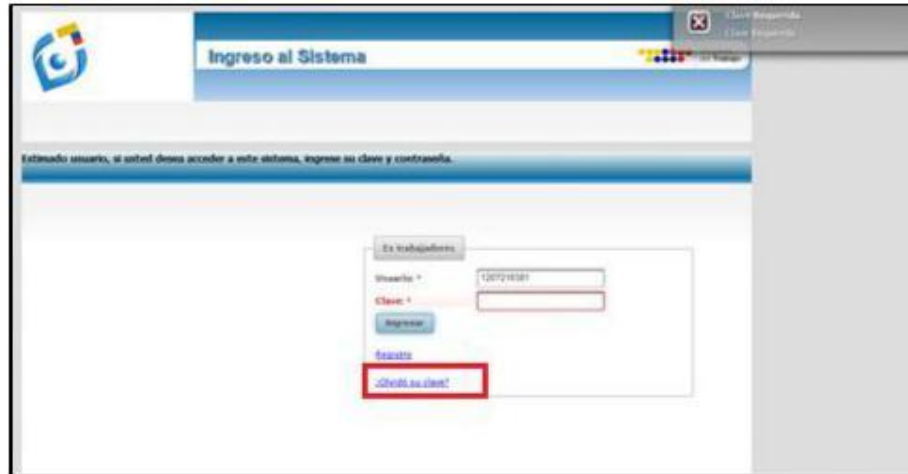 Clave Requerida
Clave Requerida
Ingreso al Sistema
Trabajo
Estimado usuario, si usted desea acceder a este sistema, ingrese su clave y contraseña.
Ex trabajadores
Usuario: *
Clave: *
Ingresar
Registro
¿Olvidó su clave?